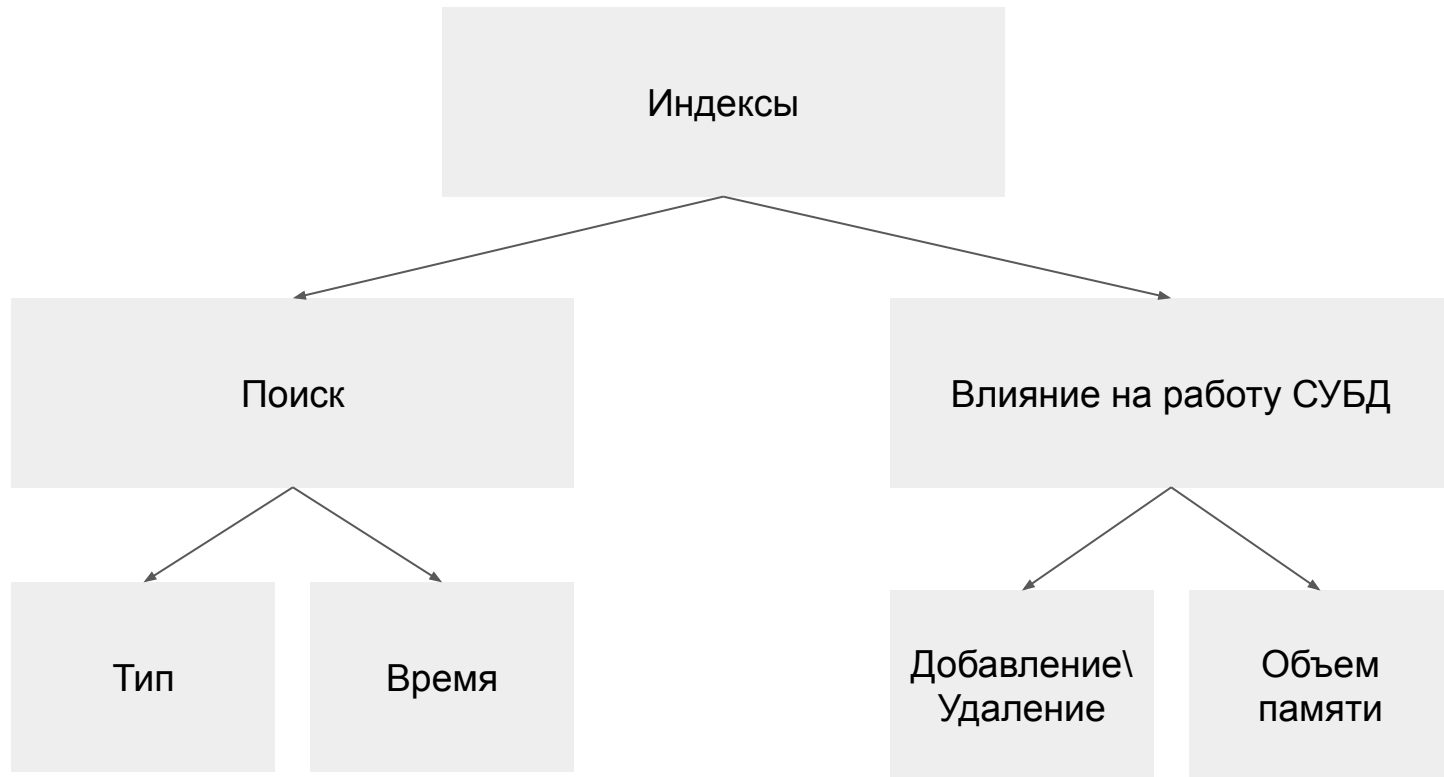 Индексы
Поиск
Влияние на работу СУБД
Тип
Время
Добавление\
Удаление
Объем
памяти